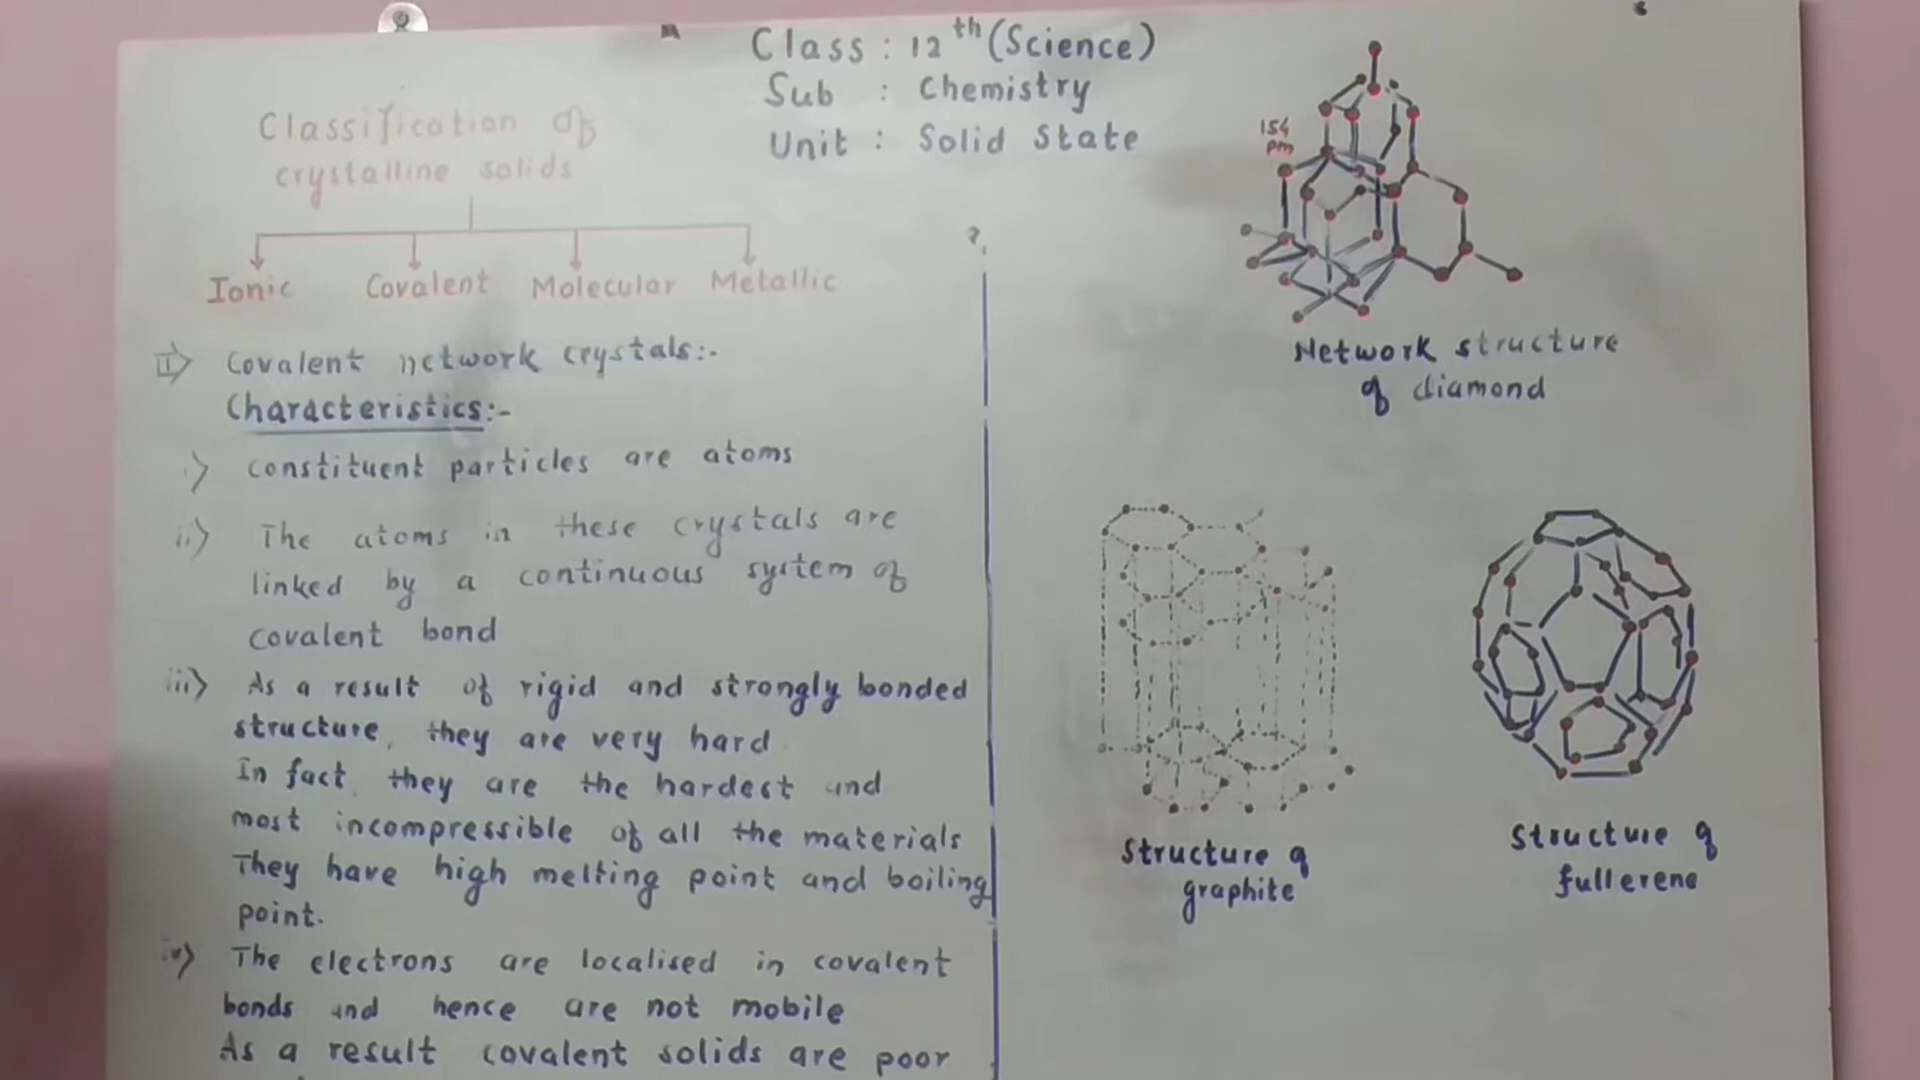 Class : 12th (Science)
Sub : Chemistry
Unit : Solid State
Classification of
crystalline solids
Ionic Covalent Molecular Metallic
II) Covalent network crystals:-
Characteristics:-
i) Constituent particles are atoms
ii) The atoms in these crystals are
linked by a continuous system of
covalent bond
iii) As a result of rigid and strongly bonded
structure, they are very hard
In fact, they are the hardest and
most incompressible of all the materials
They have high melting point and boiling
point.
iv) The electrons are localised in covalent
bonds and hence are not mobile
As a result covalent solids are poor
154
pm
Network structure
of diamond
Structure of
graphite
Structure of
fullerene